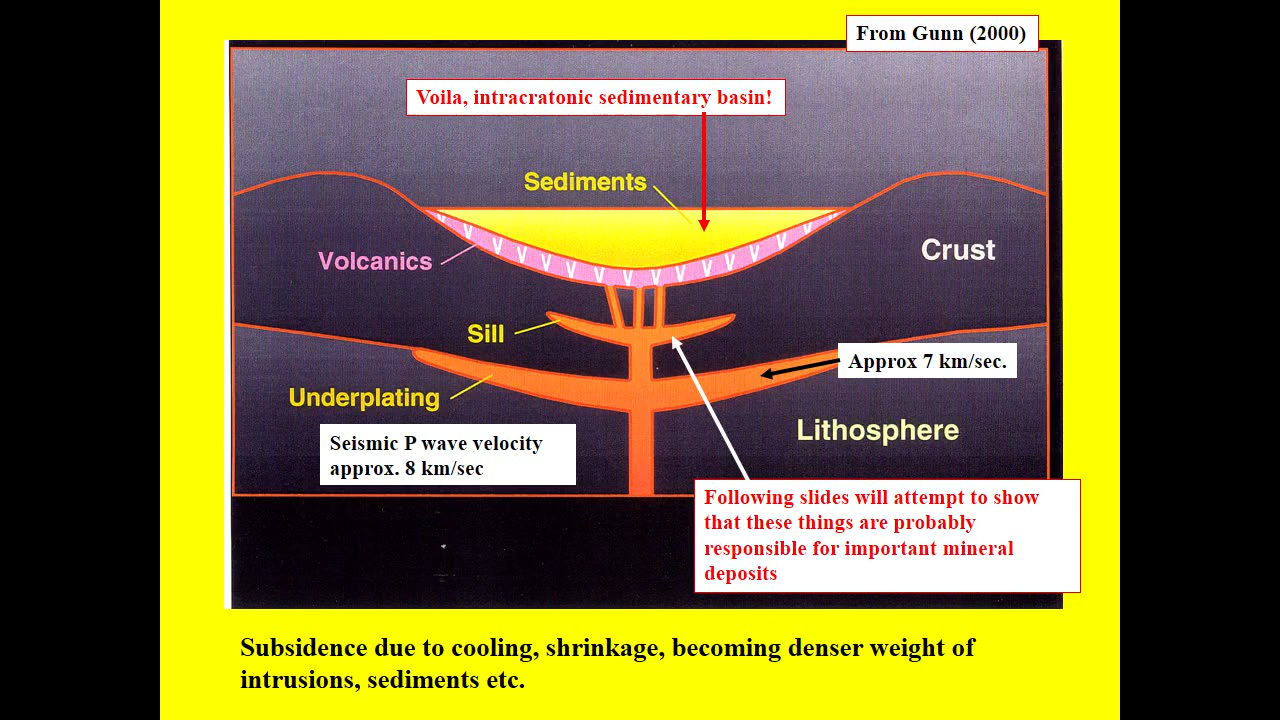 From Gunn (2000)
Voila, intracratonic sedimentary basin!
Sediments
Volcanics
Crust
Sill
Approx 7 km/sec.
Underplating
Lithosphere
Seismic P wave velocity
approx. 8 km/sec
Following slides will attempt to show
that these things are probably
responsible for important mineral
deposits
Subsidence due to cooling, shrinkage, becoming denser weight of
intrusions, sediments etc.